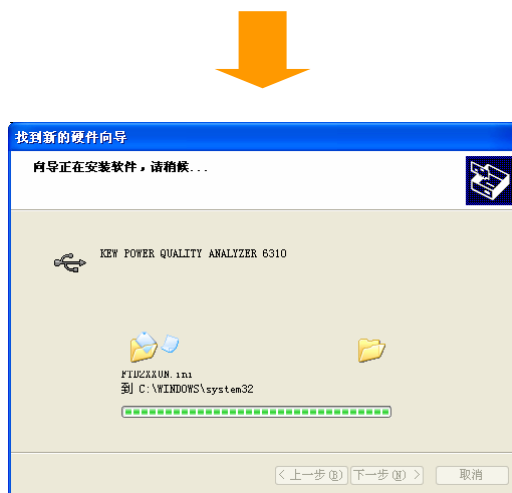 找到新的硬件向导
向导正在安装软件，请稍候...
KEW POWER QUALITY ANALYZER 6310
FTD2XXUN.ini
到 C:\WINDOWS\system32
< 上一步(B) 下一步(N) > 取消